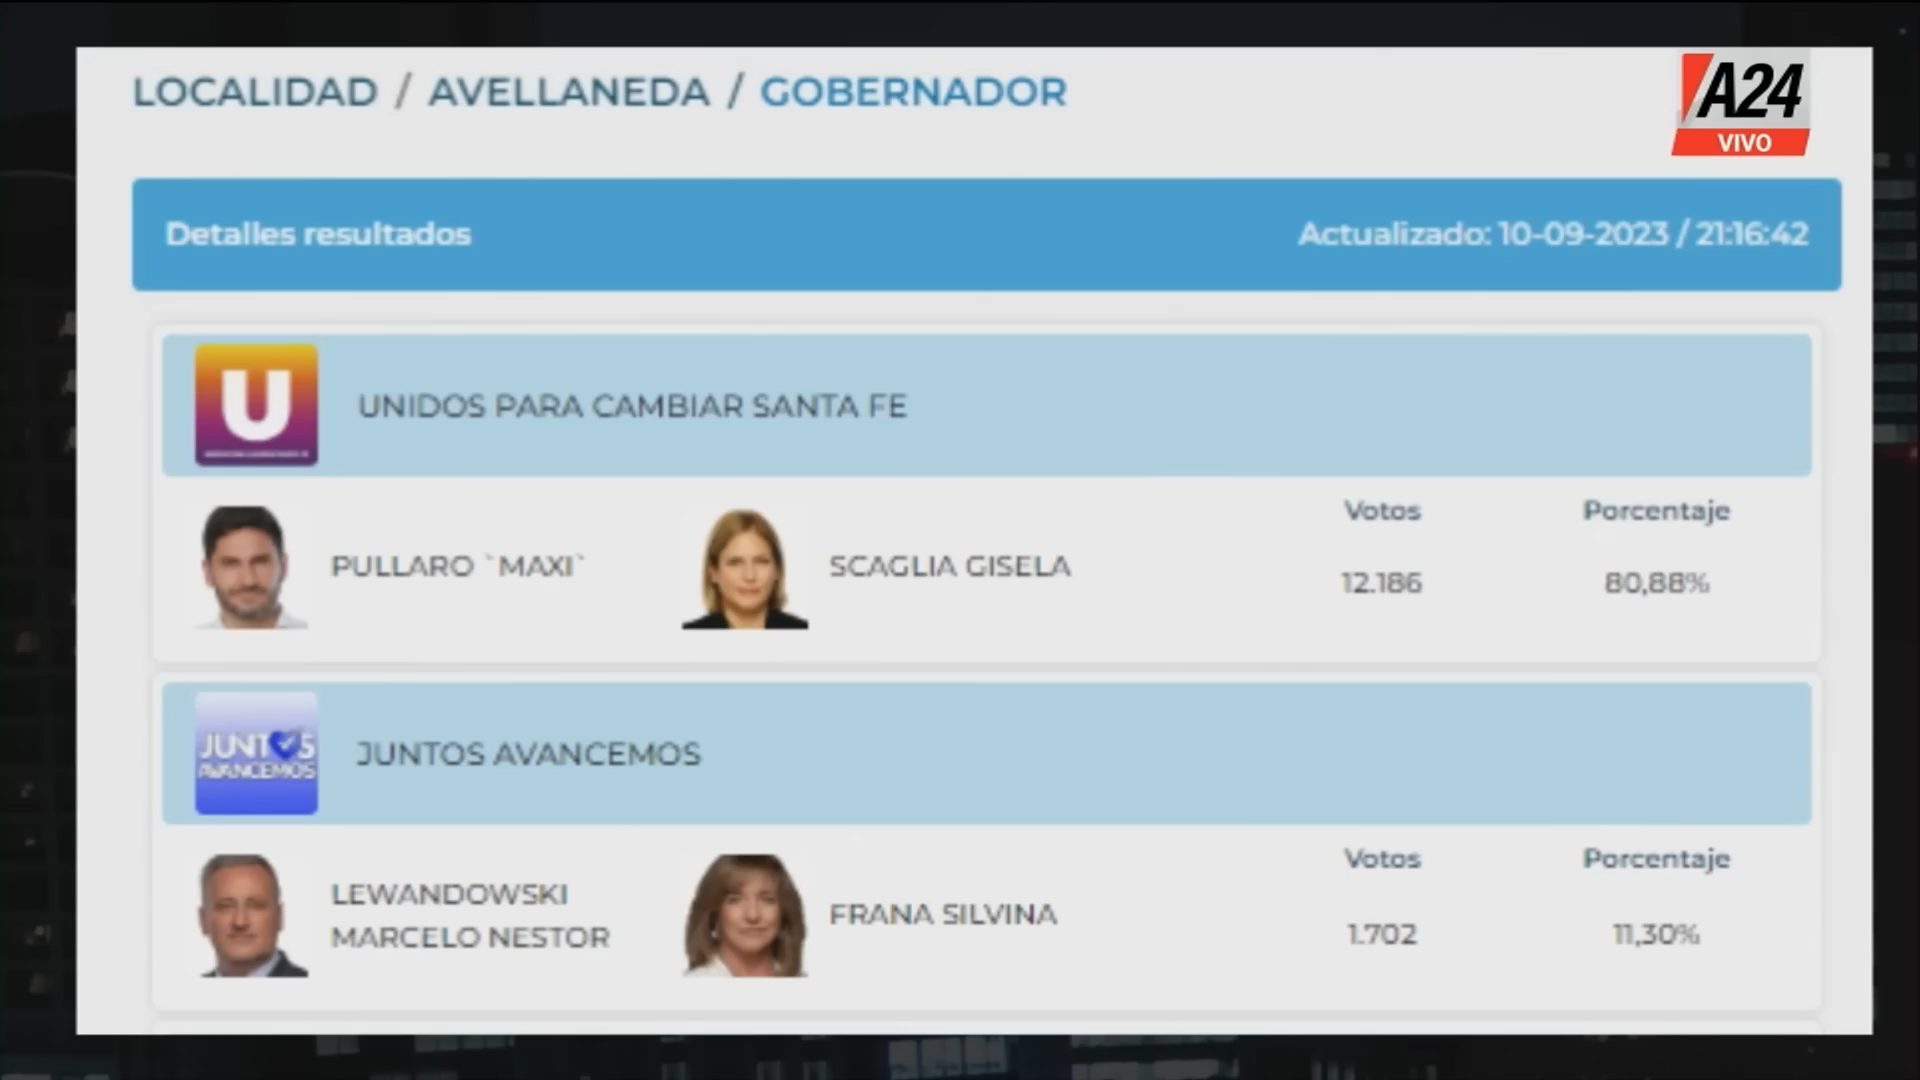 LOCALIDAD / AVELLANEDA / GOBERNADOR
A24
VIVO
Detalles resultados
Actualizado: 10-09-2023 / 21:16:42
U
UNIDOS PARA CAMBIAR SANTA FE
Votos
Porcentaje
PULLARO `MAXI`
SCAGLIA GISELA
12.186
80,88%
JUNTOS
AVANCEMOS
JUNTOS AVANCEMOS
Votos
Porcentaje
LEWANDOWSKI
MARCELO NESTOR
FRANA SILVINA
1.702
11,30%